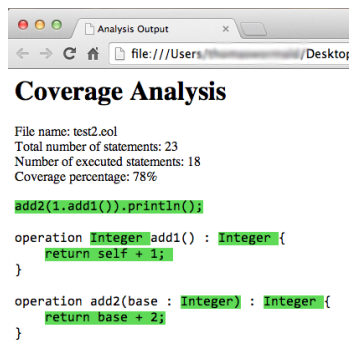 Analysis Output
file:///Users/ /Desktop
Coverage Analysis
File name: test2.eol
Total number of statements: 23
Number of executed statements: 18
Coverage percentage: 78%
add2(1.add1()).println();
operation Integer add1() : Integer {
return self + 1;
}
operation add2(base : Integer) : Integer {
return base + 2;
}